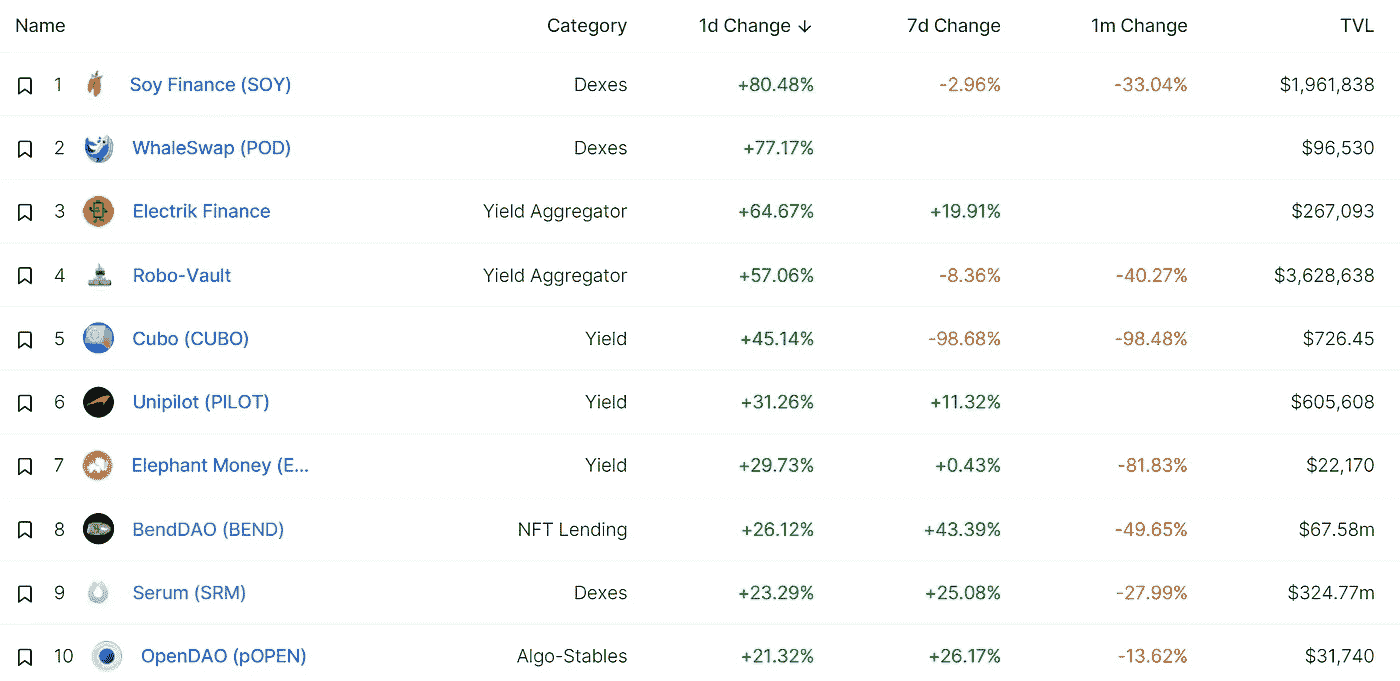 Name Category 1d Change ↓ 7d Change 1m Change TVL
1 Soy Finance (SOY) Dexes +80.48% -2.96% -33.04% $1,961,838
2 WhaleSwap (POD) Dexes +77.17% $96,530
3 Electrik Finance Yield Aggregator +64.67% +19.91% $267,093
4 Robo-Vault Yield Aggregator +57.06% -8.36% -40.27% $3,628,638
5 Cubo (CUBO) Yield +45.14% -98.68% -98.48% $726.45
6 Unipilot (PILOT) Yield +31.26% +11.32% $605,608
7 Elephant Money (E... Yield +29.73% +0.43% -81.83% $22,170
8 BendDAO (BEND) NFT Lending +26.12% +43.39% -49.65% $67.58m
9 Serum (SRM) Dexes +23.29% +25.08% -27.99% $324.77m
10 OpenDAO (pOPEN) Algo-Stables +21.32% +26.17% -13.62% $31,740